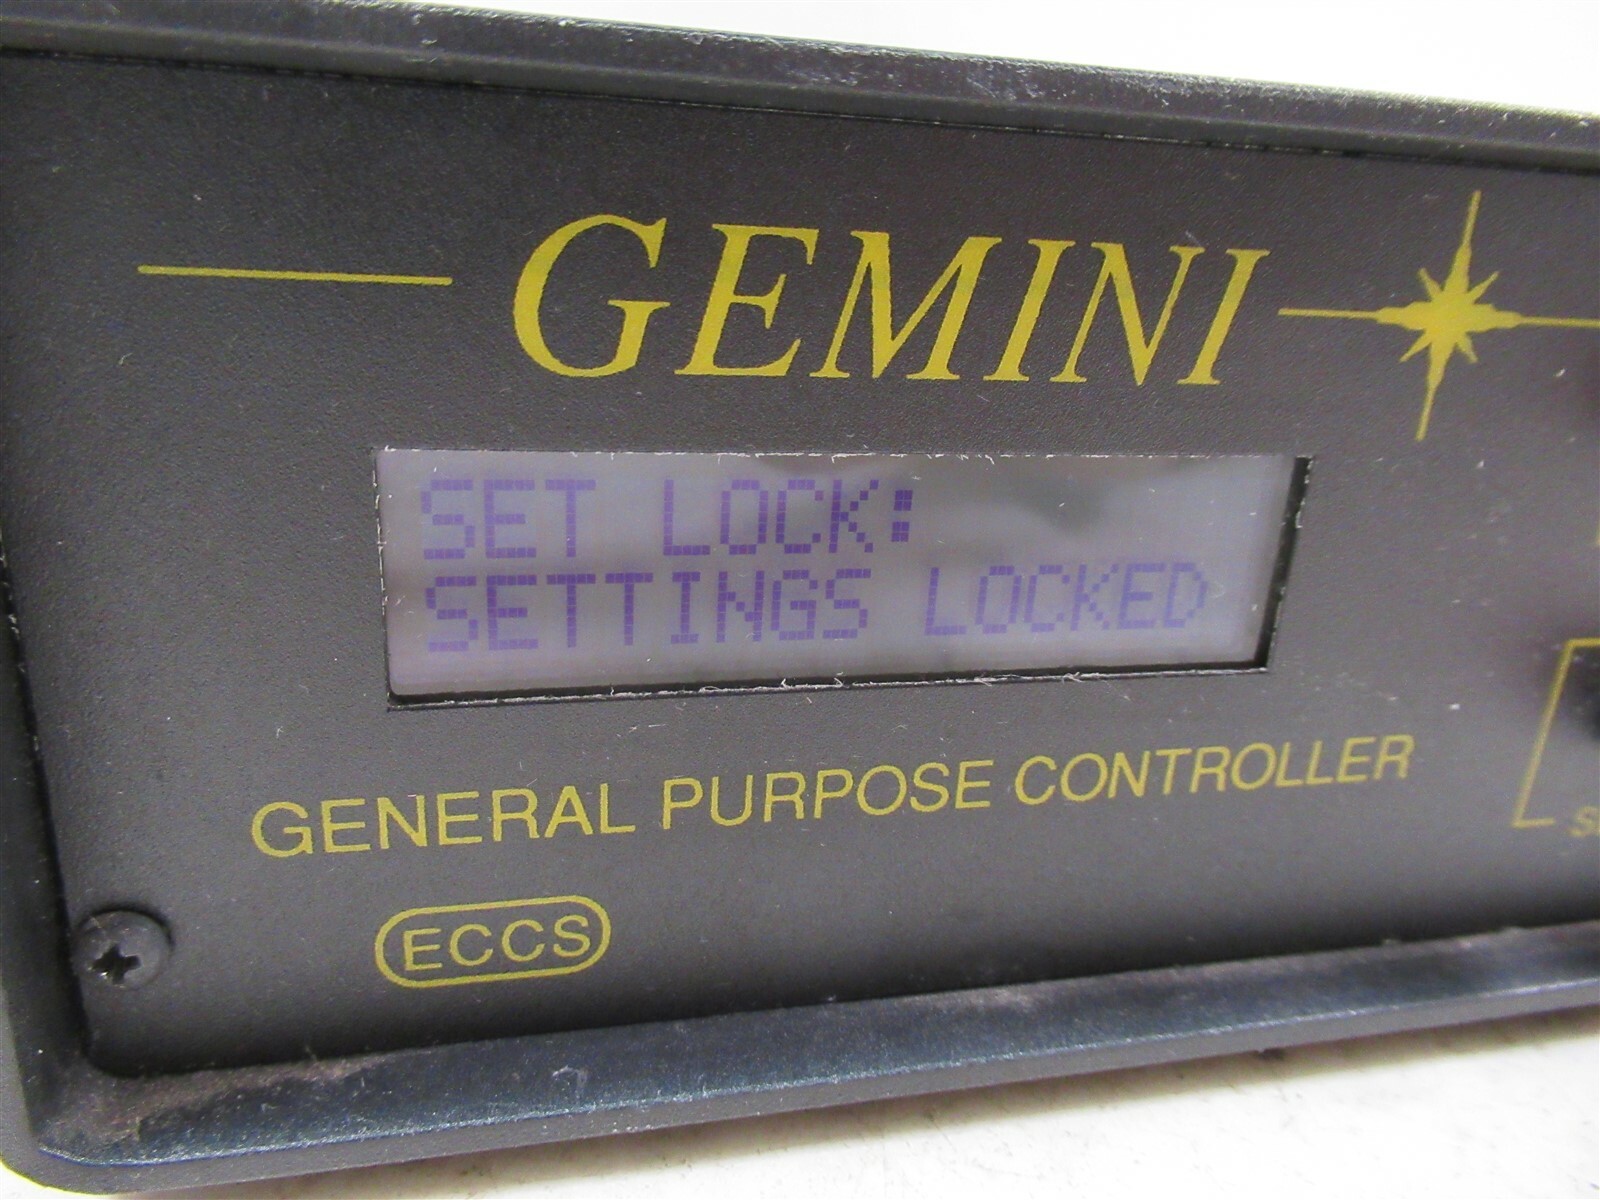 GEMINI
SET LOCK:
SETTINGS LOCKED
GENERAL PURPOSE CONTROLLER
ECCS